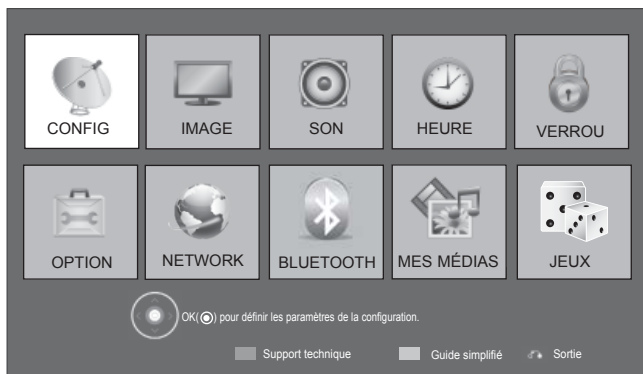 CONFIG IMAGE SON HEURE VERROU
OPTION NETWORK BLUETOOTH MES MÉDIAS JEUX
OK(◉) pour définir les paramètres de la configuration.
Support technique Guide simplifié Sortie